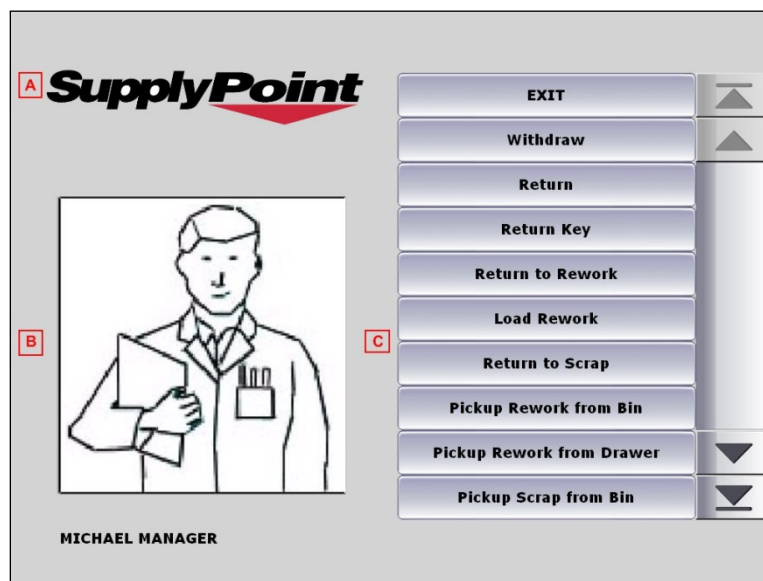 A
SupplyPoint
B
MICHAEL MANAGER
C
EXIT
Withdraw
Return
Return Key
Return to Rework
Load Rework
Return to Scrap
Pickup Rework from Bin
Pickup Rework from Drawer
Pickup Scrap from Bin